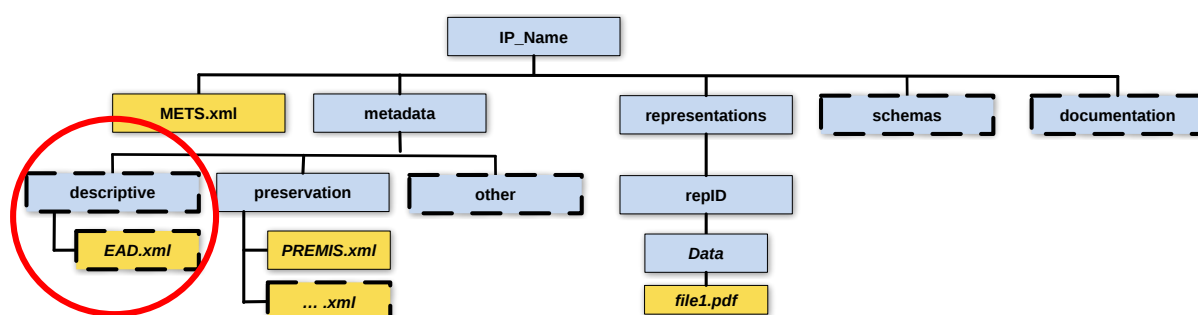 IP_Name
METS.xml
metadata
representations
schemas
documentation
descriptive
preservation
other
repID
EAD.xml
PREMIS.xml
Data
... .xml
file1.pdf